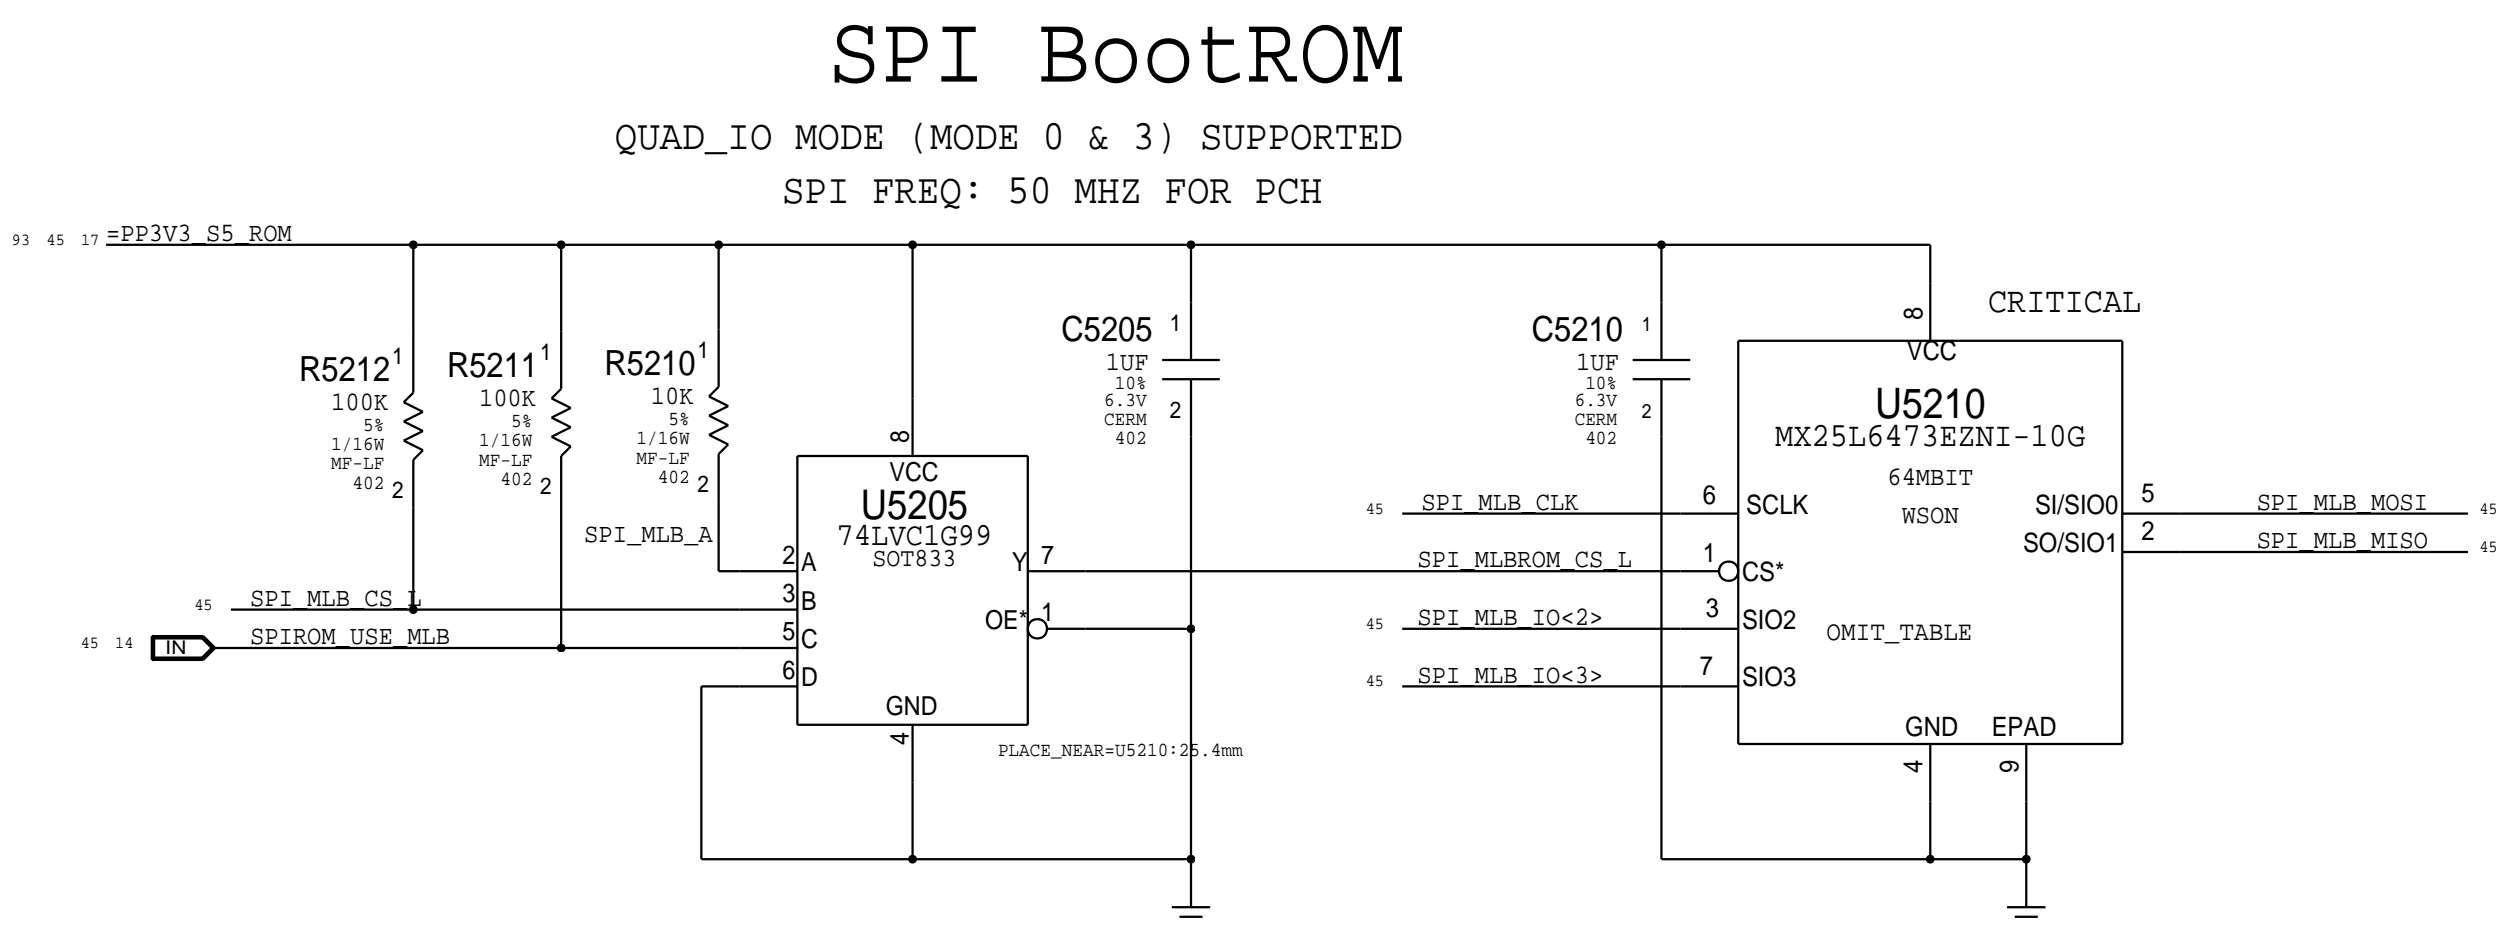 SPI BootROM
QUAD_IO MODE (MODE 0 & 3) SUPPORTED
SPI FREQ: 50 MHZ FOR PCH
93 45 17 =PP3V3_S5_ROM
CRITICAL
R5212 1
100K
5%
1/16W
MF-LF
402 2
R5211 1
100K
5%
1/16W
MF-LF
402 2
R5210 1
10K
5%
1/16W
MF-LF
402 2
C5205 1
1UF
10%
6.3V
CERM
402
2
C5210 1
1UF
10%
6.3V
CERM
402
2
SPI_MLB_A
45 SPI_MLB_CS_L
45 14 IN SPIROM_USE_MLB
8
VCC
U5205
74LVC1G99
SOT833
2 A
3 B
5 C
6 D
Y 7
OE* 1
GND
4
PLACE_NEAR=U5210:25.4mm
8
VCC
U5210
MX25L6473EZNI-10G
64MBIT
WSON
45 SPI_MLB_CLK 6 SCLK
SPI_MLBROM_CS_L 1 CS*
45 SPI_MLB_IO<2> 3 SIO2
45 SPI_MLB_IO<3> 7 SIO3
SI/SIO0 5 SPI_MLB_MOSI 45
SO/SIO1 2 SPI_MLB_MISO 45
OMIT_TABLE
GND EPAD
4 9